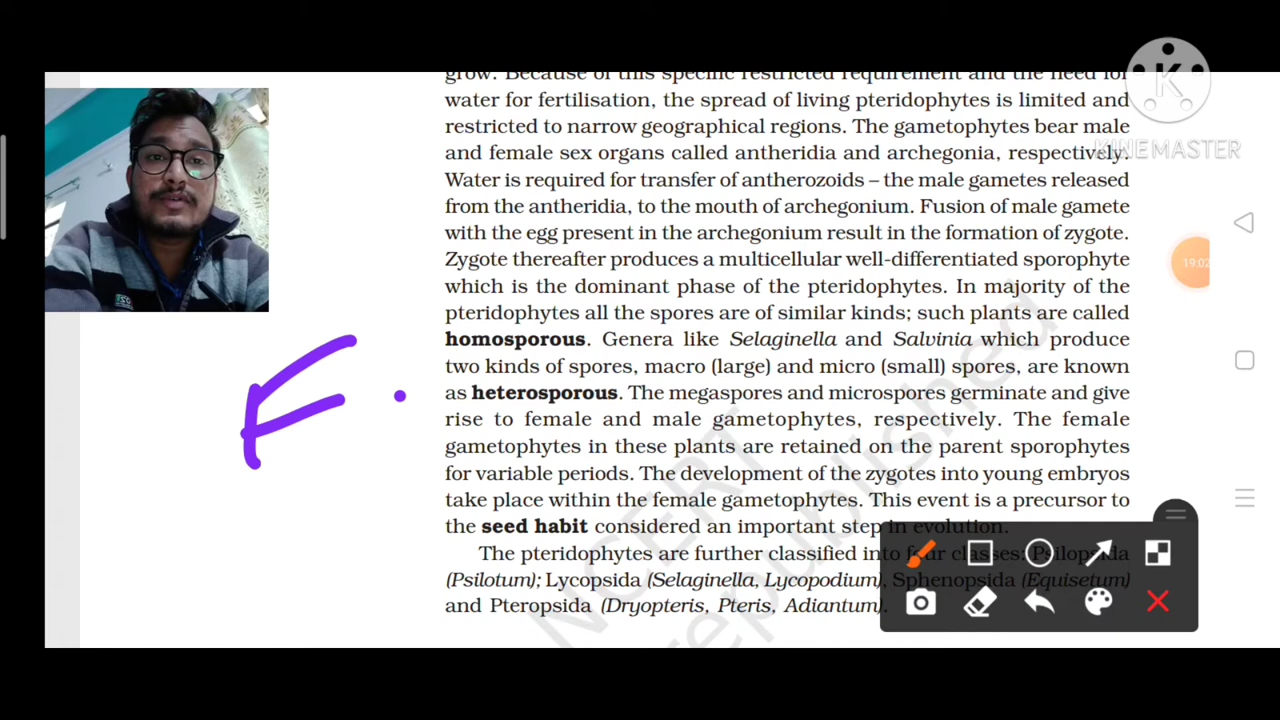 grow. Because of this specific restricted requirement and the need for
water for fertilisation, the spread of living pteridophytes is limited and
restricted to narrow geographical regions. The gametophytes bear male
and female sex organs called antheridia and archegonia, respectively.
Water is required for transfer of antherozoids – the male gametes released
from the antheridia, to the mouth of archegonium. Fusion of male gamete
with the egg present in the archegonium result in the formation of zygote.
Zygote thereafter produces a multicellular well-differentiated sporophyte
which is the dominant phase of the pteridophytes. In majority of the
pteridophytes all the spores are of similar kinds; such plants are called
homosporous. Genera like Selaginella and Salvinia which produce
two kinds of spores, macro (large) and micro (small) spores, are known
as heterosporous. The megaspores and microspores germinate and give
rise to female and male gametophytes, respectively. The female
gametophytes in these plants are retained on the parent sporophytes
for variable periods. The development of the zygotes into young embryos
take place within the female gametophytes. This event is a precursor to
the seed habit considered an important step in evolution.
The pteridophytes are further classified into four classes: Psilopsida
(Psilotum); Lycopsida (Selaginella, Lycopodium), Sphenopsida (Equisetum)
and Pteropsida (Dryopteris, Pteris, Adiantum).
K
KINEMASTER
19:02
F.
NCERT
republished